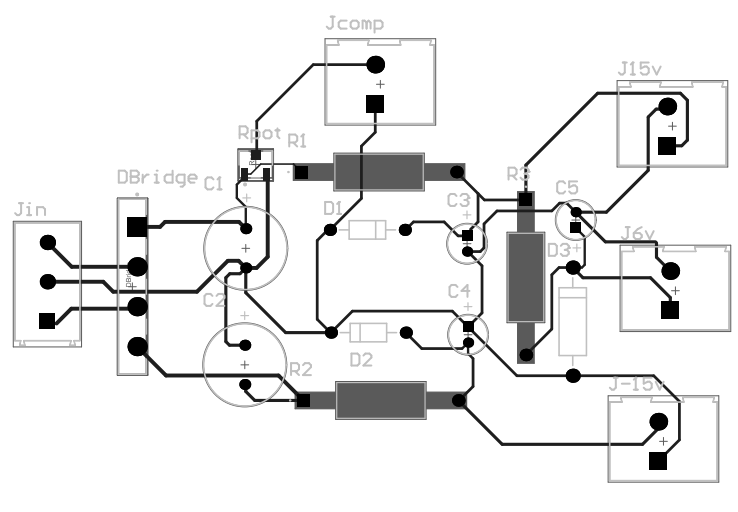 Jcomp
J15v
Rpot
R1
DBridge
C1
R3
C5
Jin
D1
C3
J6v
D3
C2
C4
D2
R2
J-15v